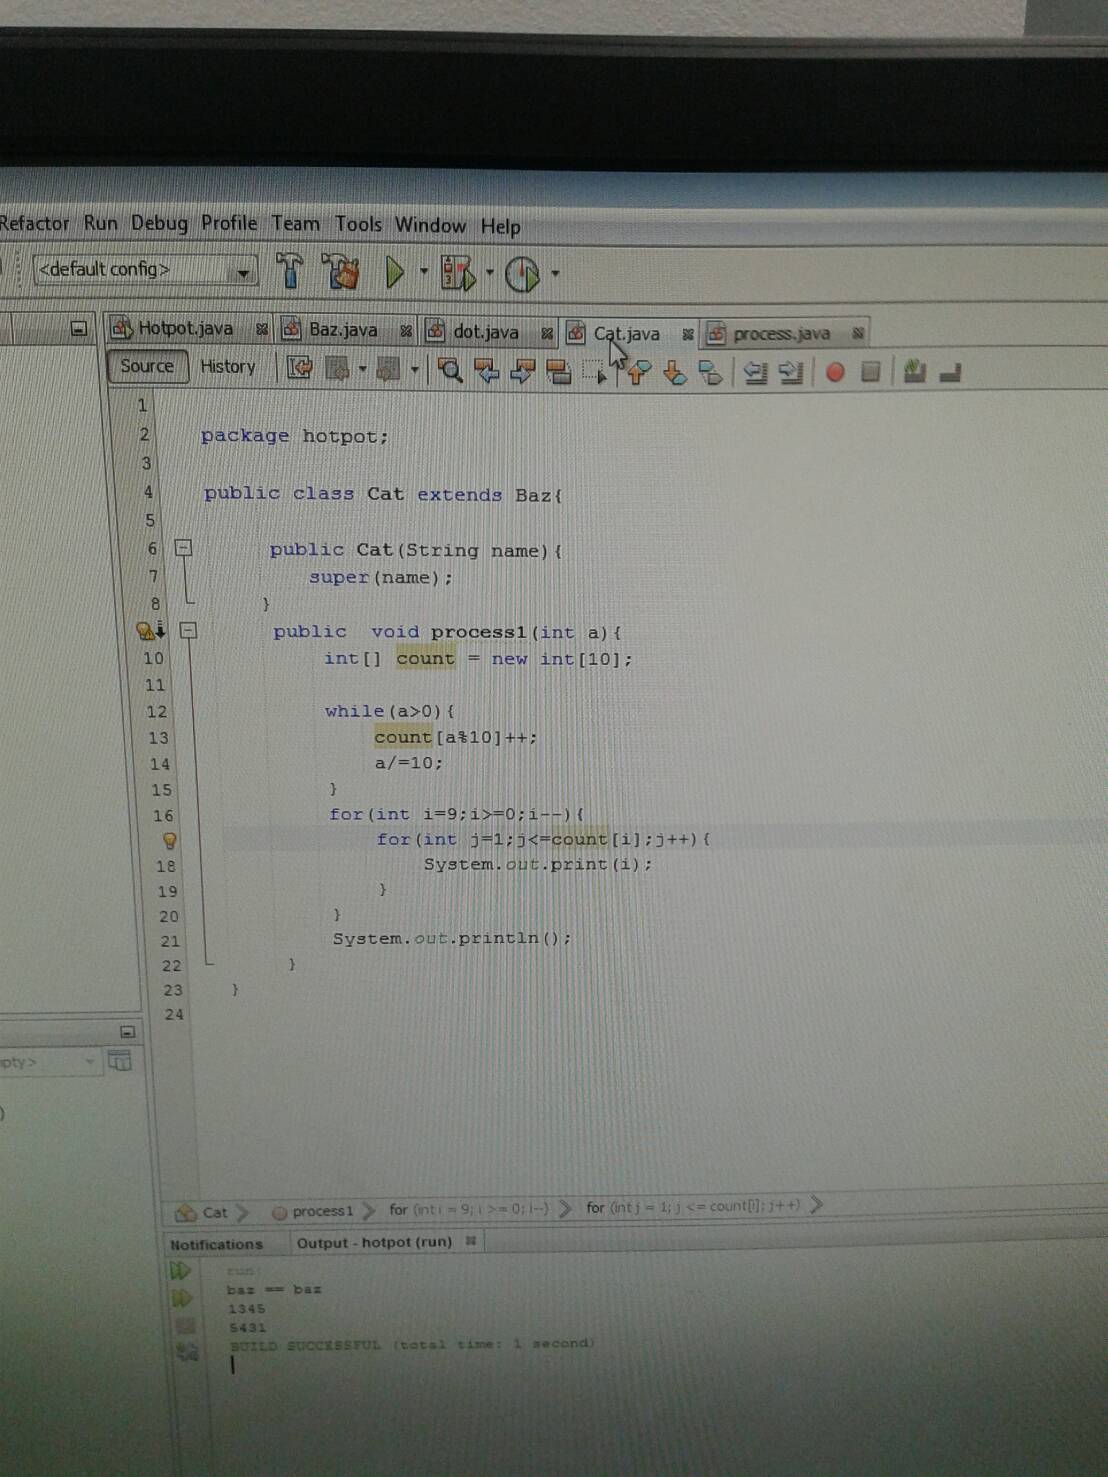 Refactor Run Debug Profile Team Tools Window Help
<default config>
Hotpot.java Baz.java dot.java Cat.java process.java
Source History
1
2 package hotpot;
3
4 public class Cat extends Baz{
5
6 public Cat(String name){
7 super(name);
8 }
public void process1(int a){
10 int[] count = new int[10];
11
12 while(a>0){
13 count[a%10]++;
14 a/=10;
15 }
16 for(int i=9;i>=0;i--){
for(int j=1;j<=count[i];j++){
18 System.out.print(i);
19 }
20 }
21 System.out.println();
22 }
23 }
24
Cat process1 for (int i = 9; i >= 0; i--) for (int j = 1; j <= count[i]; j++)
Notifications Output - hotpot (run)
run:
baz == baz
1345
5431
BUILD SUCCESSFUL (total time: 1 second)